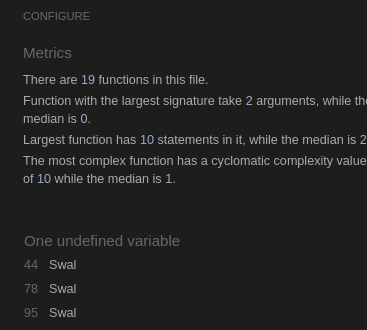 CONFIGURE
Metrics
There are 19 functions in this file.
Function with the largest signature take 2 arguments, while the
median is 0.
Largest function has 10 statements in it, while the median is 2
The most complex function has a cyclomatic complexity value
of 10 while the median is 1.
One undefined variable
44 Swal
78 Swal
95 Swal